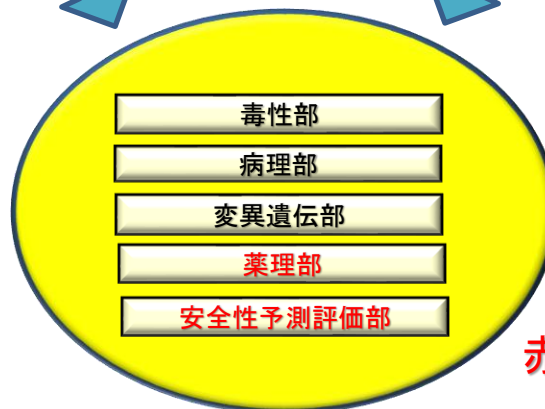 毒性部
病理部
変異遺伝部
薬理部
安全性予測評価部
赤